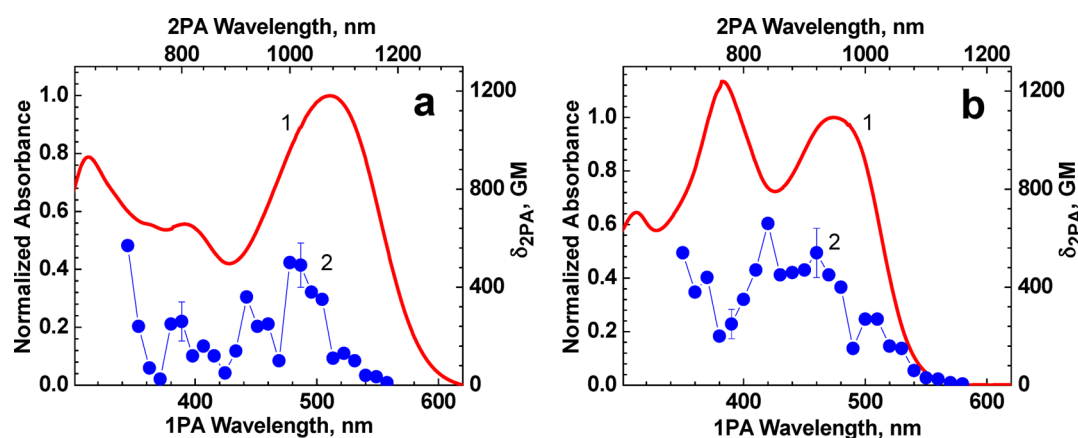 2PA Wavelength, nm
800 1000 1200
Normalized Absorbance
1.0
0.8
0.6
0.4
0.2
0.0
a
1
2
1200
800
400
0
δ2PA, GM
400 500 600
1PA Wavelength, nm
2PA Wavelength, nm
800 1000 1200
Normalized Absorbance
1.0
0.8
0.6
0.4
0.2
0.0
b
1
2
1200
800
400
0
δ2PA, GM
400 500 600
1PA Wavelength, nm